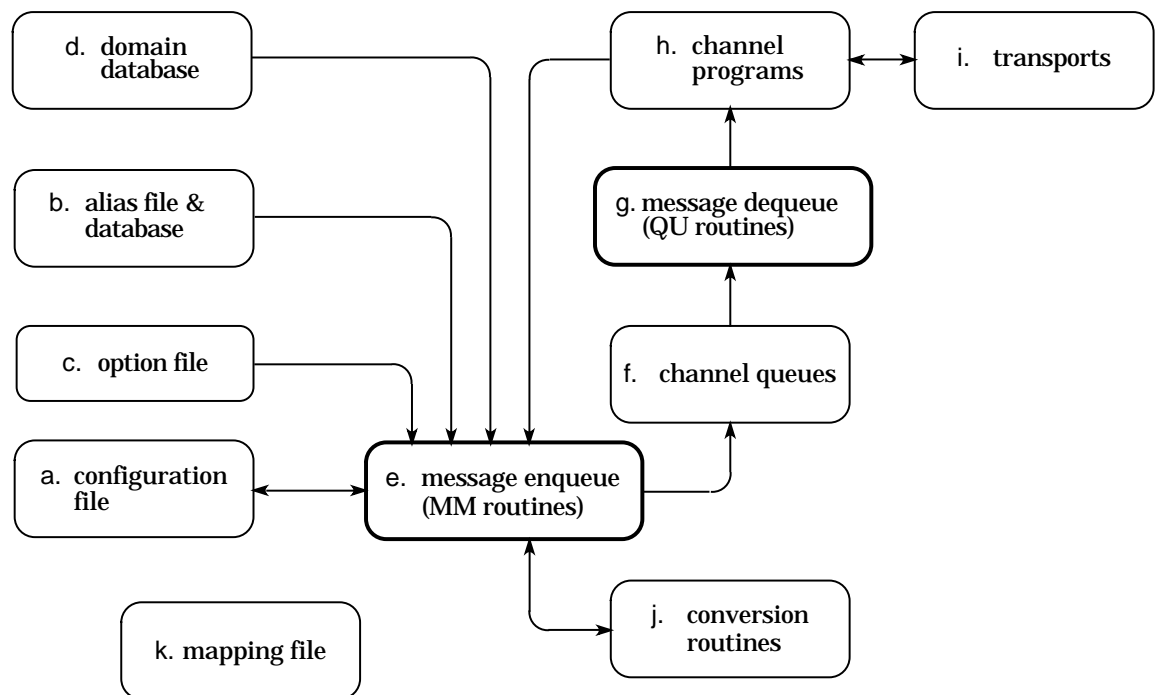 d. domain
database
h. channel
programs
i. transports
b. alias file &
database
g. message dequeue
(QU routines)
c. option file
f. channel queues
a. configuration
file
e. message enqueue
(MM routines)
j. conversion
routines
k. mapping file